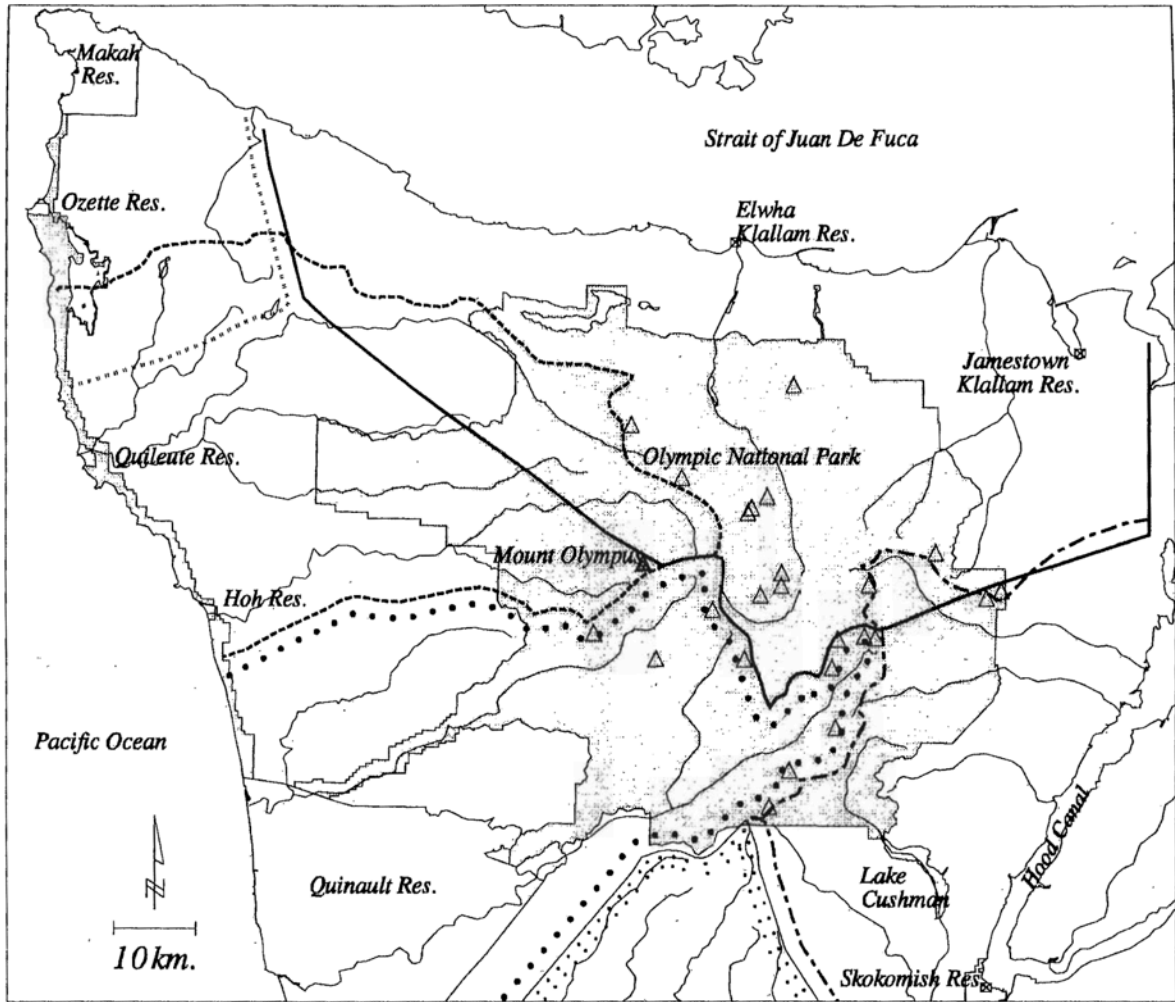 Makah
Res.
Strait of Juan De Fuca
Ozette Res.
Elwha
Klallam Res.
Jamestown
Klallam Res.
Quileute Res.
Olympic National Park
Mount Olympus
Hoh Res.
Pacific Ocean
Quinault Res.
Lake
Cushman
Hood Canal
10 km.
Skokomish Res.